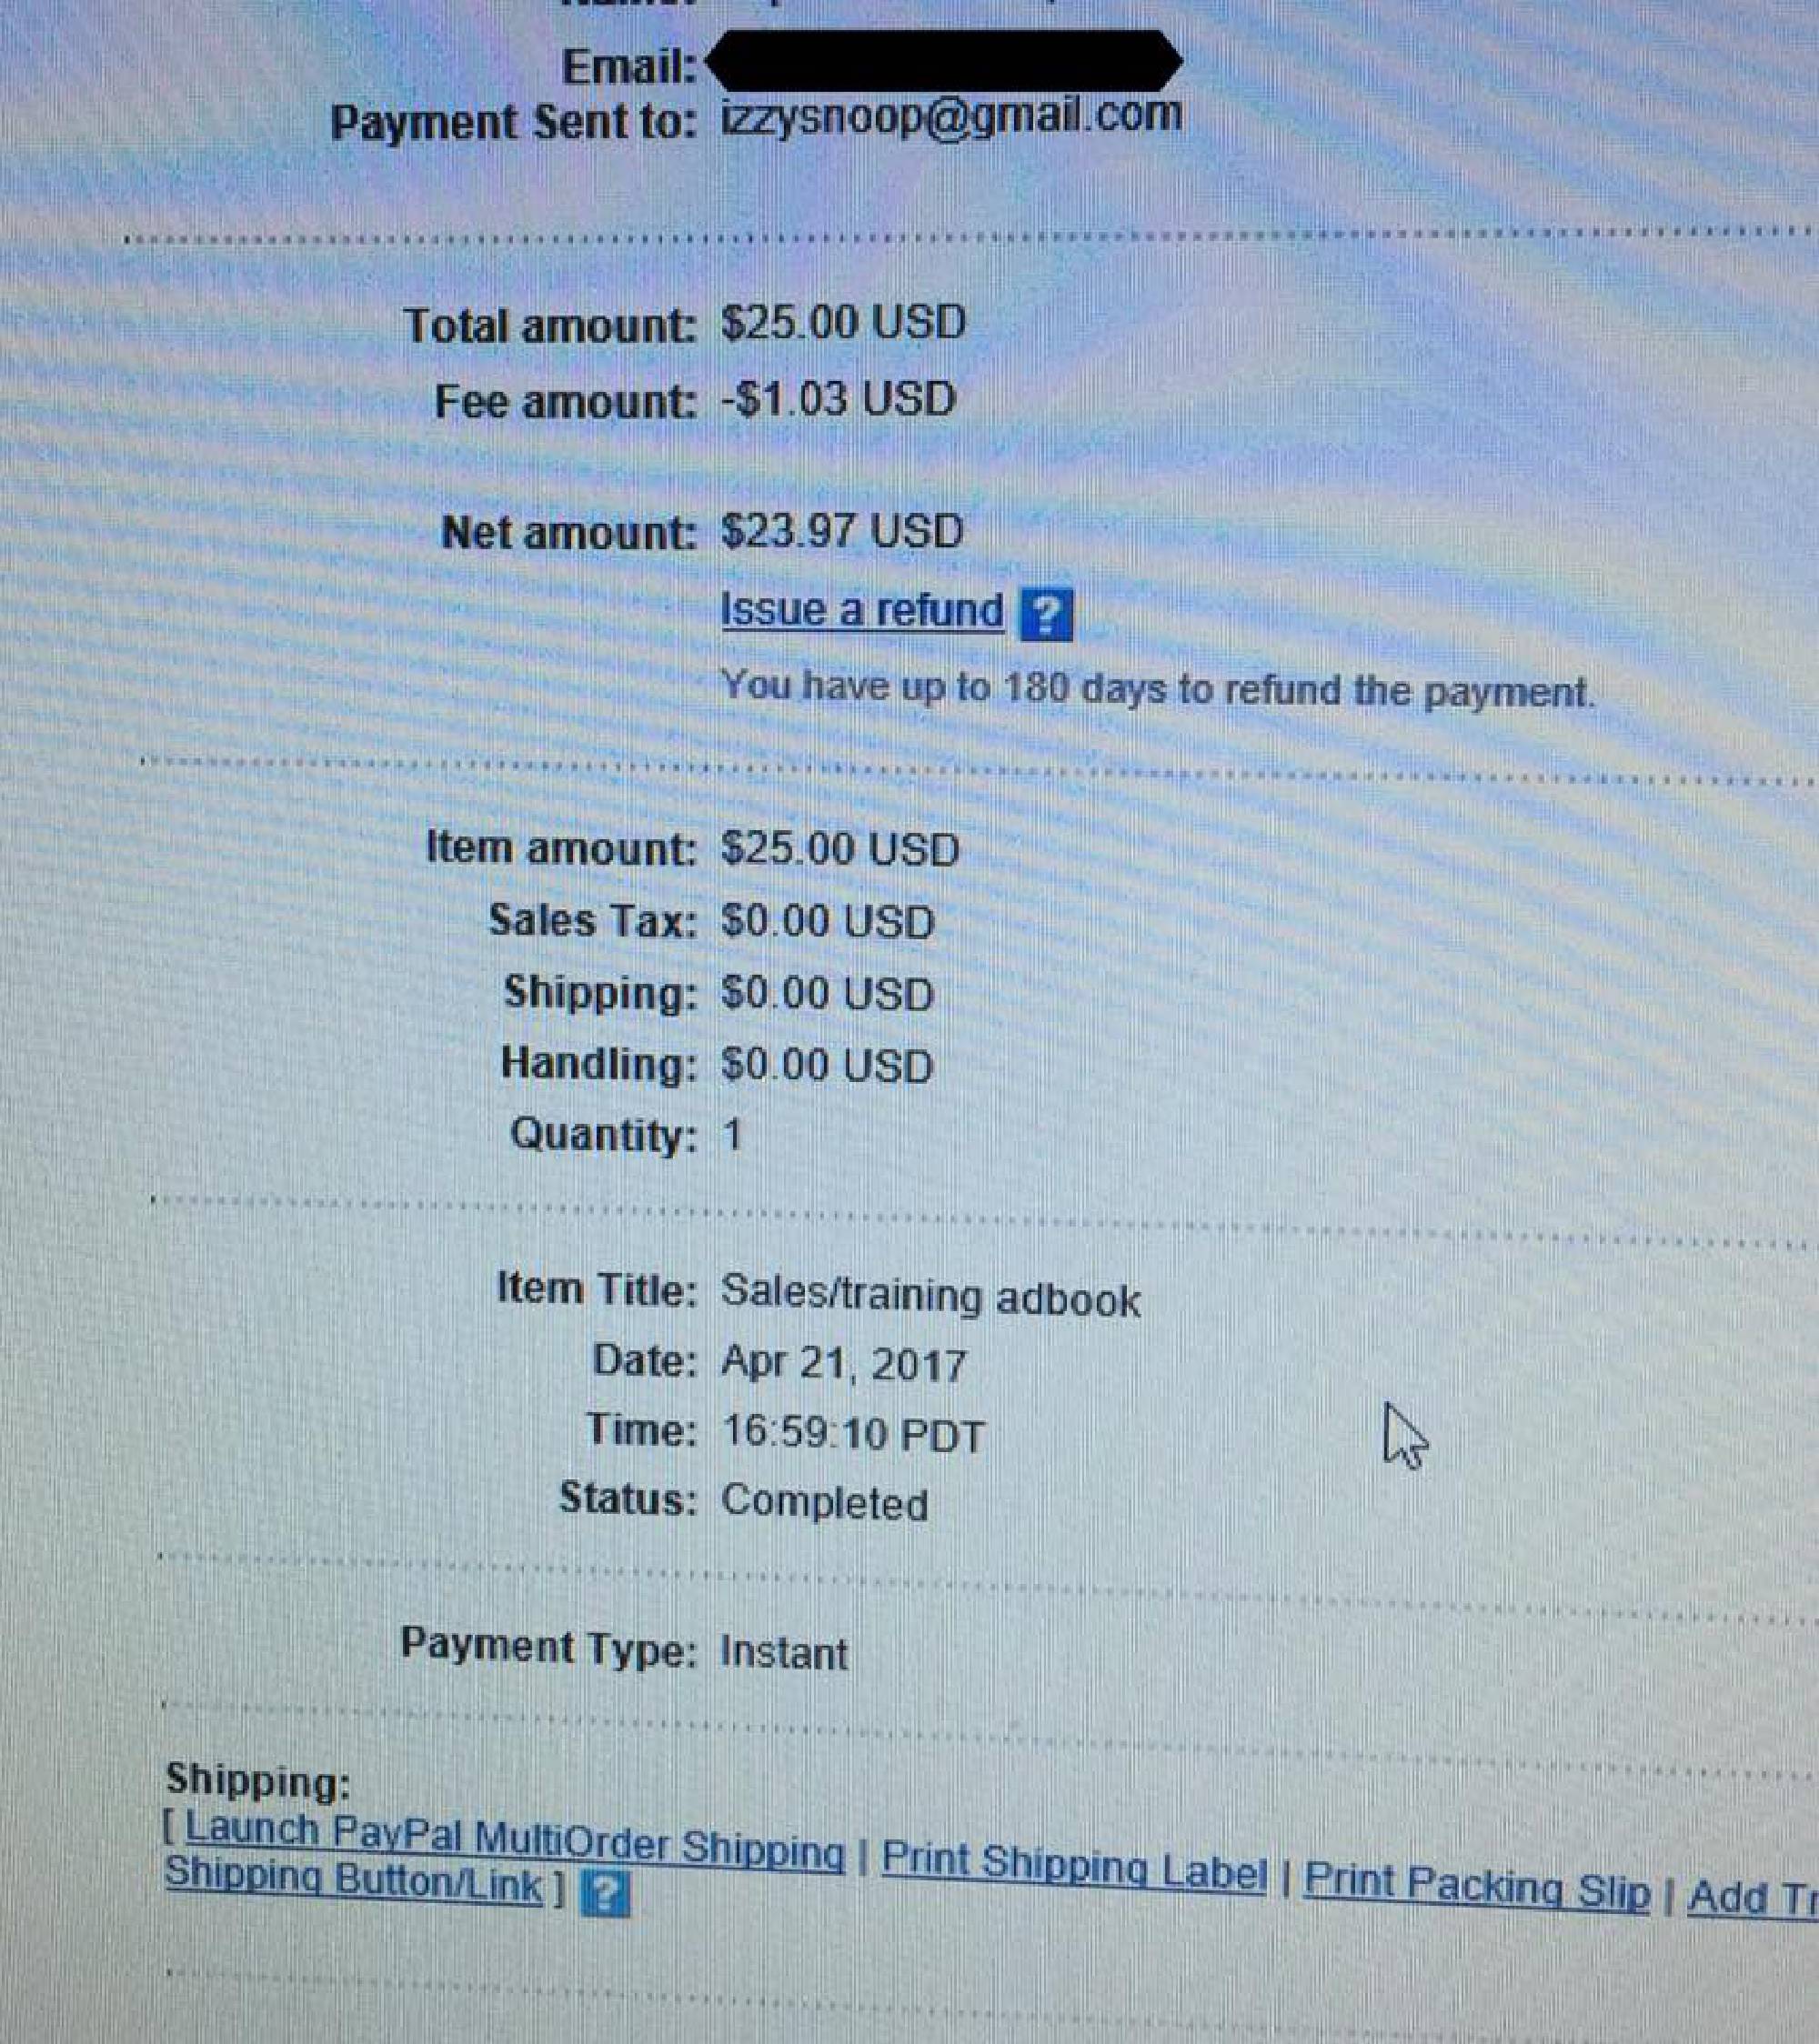 Email:
Payment Sent to: izzysnoop@gmail.com
Total amount: $25.00 USD
Fee amount: -$1.03 USD
Net amount: $23.97 USD
Issue a refund ?
You have up to 180 days to refund the payment.
Item amount: $25.00 USD
Sales Tax: $0.00 USD
Shipping: $0.00 USD
Handling: $0.00 USD
Quantity: 1
Item Title: Sales/training adbook
Date: Apr 21, 2017
Time: 16:59:10 PDT
Status: Completed
Payment Type: Instant
Shipping:
[ Launch PayPal MultiOrder Shipping | Print Shipping Label | Print Packing Slip | Add
Shipping Button/Link ] ?